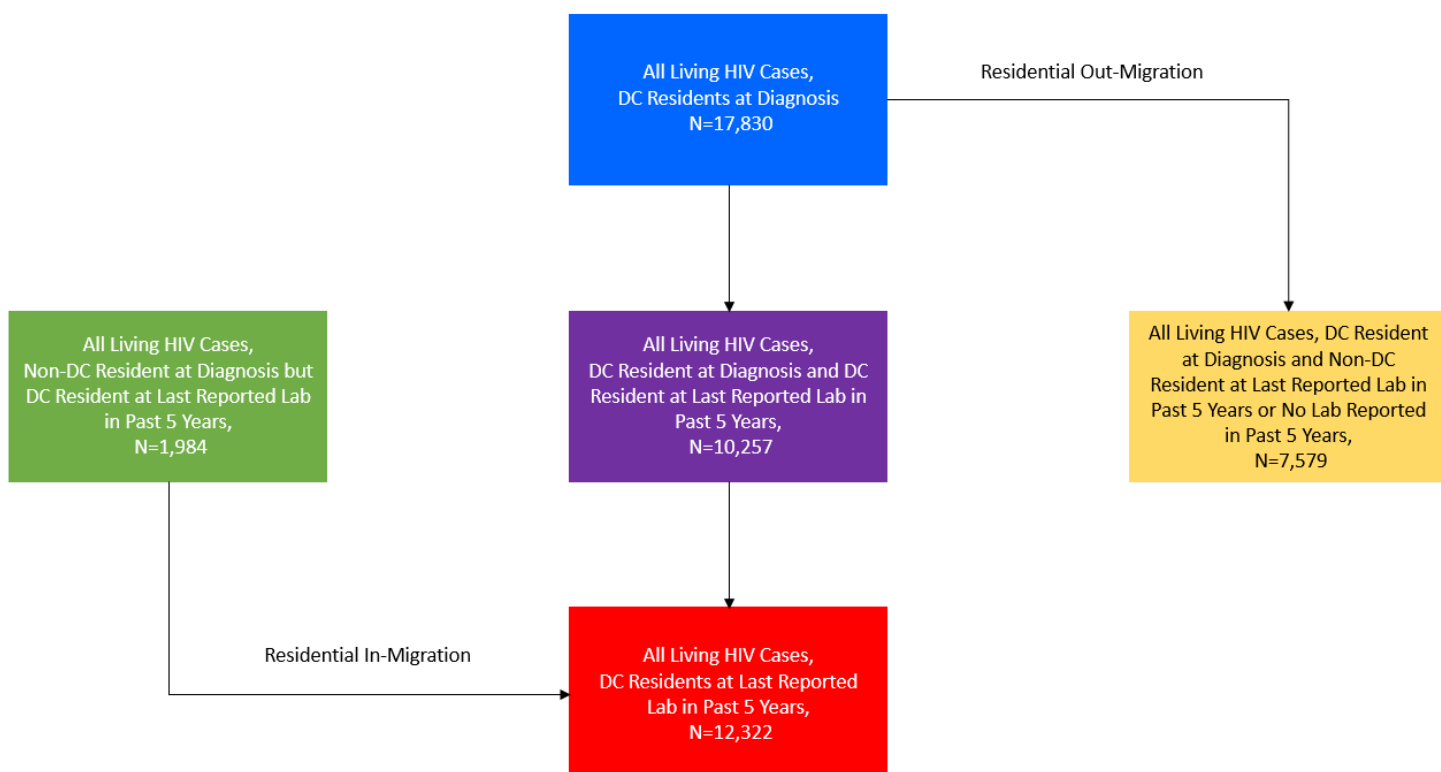 All Living HIV Cases,
DC Residents at Diagnosis
N=17,830
Residential Out-Migration
All Living HIV Cases,
Non-DC Resident at Diagnosis but
DC Resident at Last Reported Lab
in Past 5 Years,
N=1,984
All Living HIV Cases,
DC Resident at Diagnosis and DC
Resident at Last Reported Lab in
Past 5 Years,
N=10,257
All Living HIV Cases, DC Resident
at Diagnosis and Non-DC
Resident at Last Reported Lab in
Past 5 Years or No Lab Reported
in Past 5 Years,
N=7,579
Residential In-Migration
All Living HIV Cases,
DC Residents at Last Reported
Lab in Past 5 Years,
N=12,322